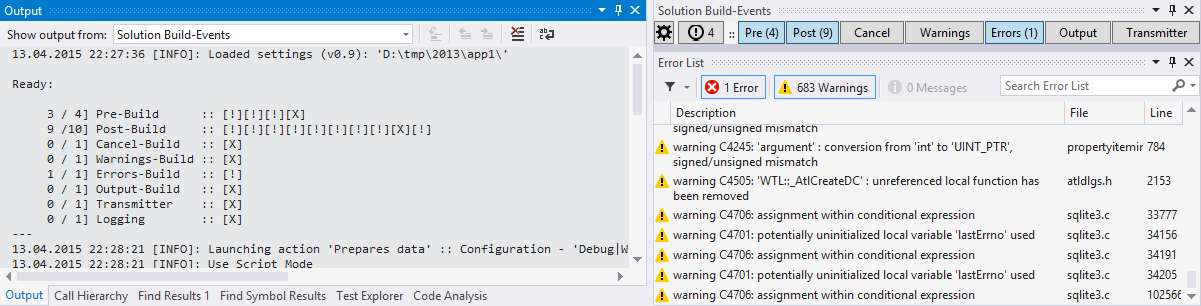 Output
Show output from: Solution Build-Events
13.04.2015 22:27:36 [INFO]: Loaded settings (v0.9): 'D:\tmp\2013\app1\'
Ready:
3 / 4] Pre-Build :: [!][!][!][X]
9 /10] Post-Build :: [!][!][!][!][!][!][!][!][X][!]
0 / 1] Cancel-Build :: [X]
0 / 1] Warnings-Build :: [X]
1 / 1] Errors-Build :: [!]
0 / 1] Output-Build :: [X]
0 / 1] Transmitter :: [X]
0 / 1] Logging :: [X]
---
13.04.2015 22:28:21 [INFO]: Launching action 'Prepares data' :: Configuration - 'Debug|W
13.04.2015 22:28:21 [INFO]: Use Script Mode
Output Call Hierarchy Find Results 1 Find Symbol Results Test Explorer Code Analysis
Solution Build-Events
4 :: Pre (4) Post (9) Cancel Warnings Errors (1) Output Transmitter
Error List
1 Error 683 Warnings 0 Messages Search Error List
Description File Line
signed/unsigned mismatch
warning C4245: 'argument' : conversion from 'int' to 'UINT_PTR', propertyitemir 784
signed/unsigned mismatch
warning C4505: 'WTL::_AtlCreateDC' : unreferenced local function has atldlgs.h 2153
been removed
warning C4706: assignment within conditional expression sqlite3.c 33777
warning C4701: potentially uninitialized local variable 'lastErrno' used sqlite3.c 34156
warning C4706: assignment within conditional expression sqlite3.c 34191
warning C4701: potentially uninitialized local variable 'lastErrno' used sqlite3.c 34205
warning C4706: assignment within conditional expression sqlite3.c 102566